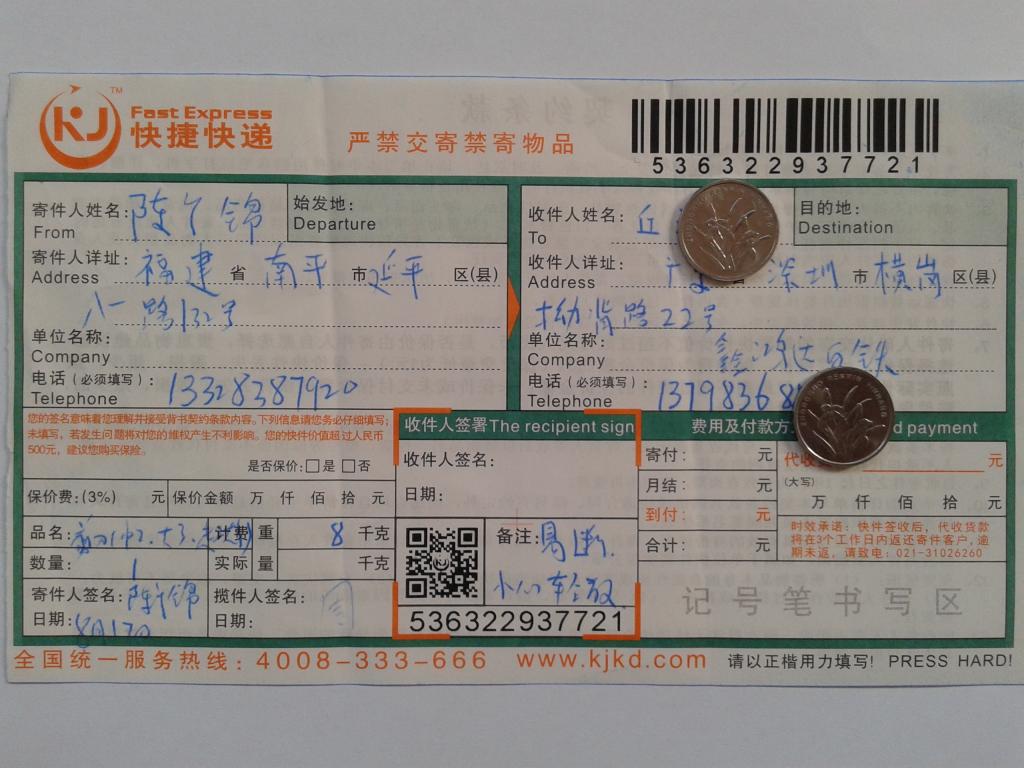 KJ TM
Fast Express
快捷快递
严禁交寄禁寄物品
536322937721
寄件人姓名: 陈 锦
From
始发地:
Departure
寄件人详址: 福建 省 南平 市 延平 区(县)
Address
八一路132号
单位名称:
Company
电话(必须填写): 13328387920
Telephone
收件人姓名: 丘
To
目的地:
Destination
收件人详址: 广 深圳 市 横岗 区(县)
Address
拗背路22号
单位名称: 鑫鸿达
Company
电话(必须填写): 13798368
Telephone
您的签名意味着您理解并接受背书契约条款内容。下列信息请您务必仔细填写;
未填写,若发生问题将对您的维权产生不利影响。您的快件价值超过人民币
500元,建议您购买保险。
是否保价:□是 □否
保价费:(3%) 元 保价金额 万 仟 佰 拾 元
品名: 计费重 8 千克
数量: 1 实际 量 千克
寄件人签名: 陈 锦
日期: 8月17日
揽件人签名:
日期:
收件人签署The recipient sign
收件人签名:
日期:
备注: 易断.
小心轻放
536322937721
费用及付款方 d payment
寄付: 元
月结: 元
到付: 元
合计: 元
代收 元
(大写)
万 仟 佰 拾 元
时效承诺:快件签收后,代收货款
将在3个工作日内返还寄件客户,逾
期未返,请致电:021-31026260
记号笔书写区
全国统一服务热线:4008-333-666 www.kjkd.com 请以正楷用力填写! PRESS HARD!